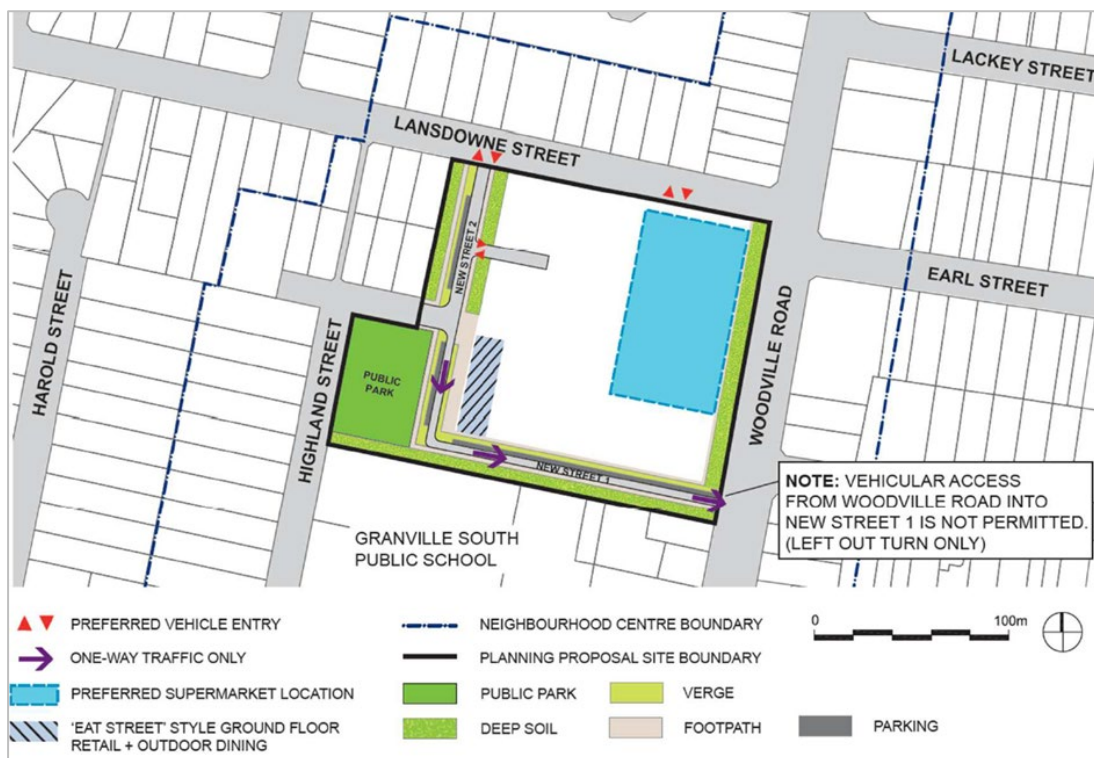 LACKEY STREET
LANSDOWNE STREET
NEW STREET 2
EARL STREET
HAROLD STREET
HIGHLAND STREET
PUBLIC
PARK
WOODVILLE ROAD
NEW STREET 1
NOTE: VEHICULAR ACCESS
FROM WOODVILLE ROAD INTO
NEW STREET 1 IS NOT PERMITTED.
(LEFT OUT TURN ONLY)
GRANVILLE SOUTH
PUBLIC SCHOOL
PREFERRED VEHICLE ENTRY
NEIGHBOURHOOD CENTRE BOUNDARY
0 100m
ONE-WAY TRAFFIC ONLY
PLANNING PROPOSAL SITE BOUNDARY
PREFERRED SUPERMARKET LOCATION
PUBLIC PARK
VERGE
'EAT STREET' STYLE GROUND FLOOR
RETAIL + OUTDOOR DINING
DEEP SOIL
FOOTPATH
PARKING